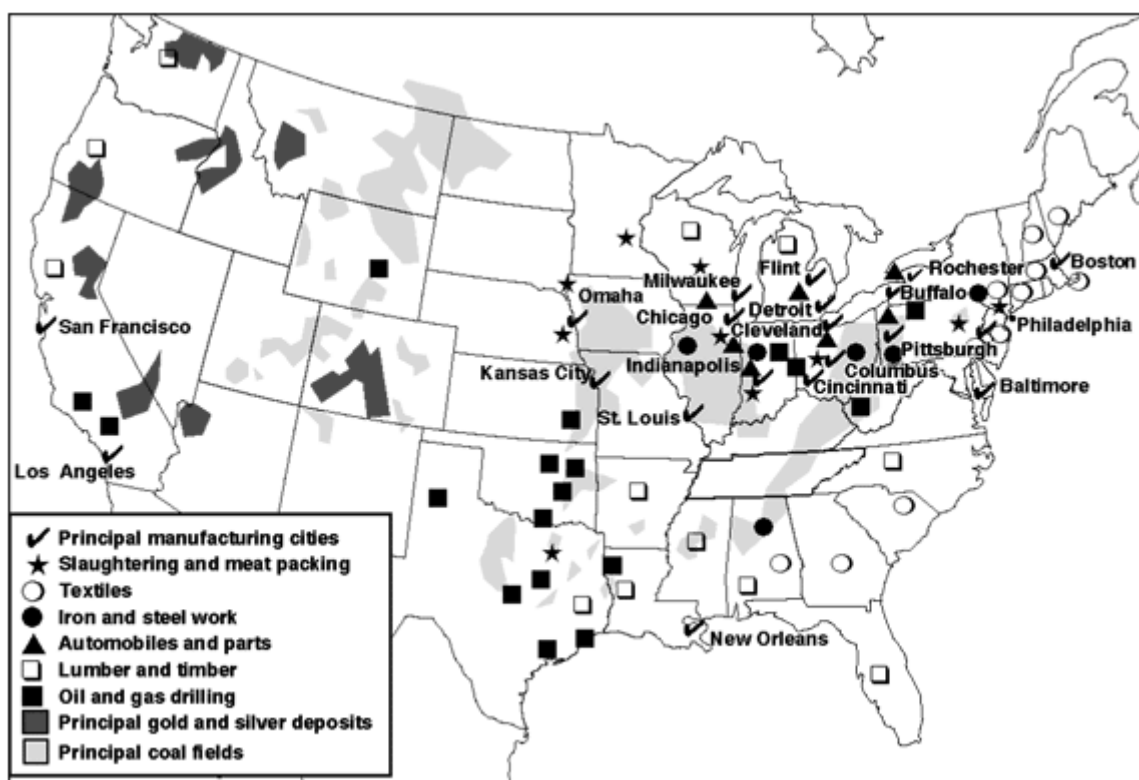 Flint
Rochester
Boston
Milwaukee
Omaha
Buffalo
Chicago
Detroit
San Francisco
Cleveland
Philadelphia
Pittsburgh
Indianapolis
Columbus
Kansas City
Cincinnati
Baltimore
St. Louis
Los Angeles
New Orleans
Principal manufacturing cities
Slaughtering and meat packing
Textiles
Iron and steel work
Automobiles and parts
Lumber and timber
Oil and gas drilling
Principal gold and silver deposits
Principal coal fields